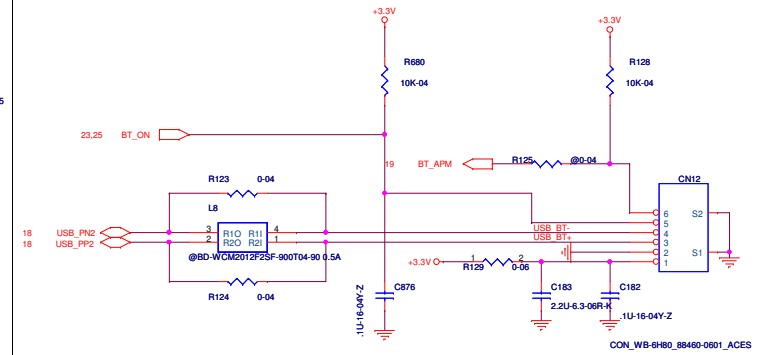 +3.3V
+3.3V
R680
10K-04
R128
10K-04
5
23,25 BT_ON
19 BT_APM
R125 @0-04
CN12
R123 0-04
L8
18 USB_PN2
18 USB_PP2
3 R1O R1I 4
2 R2O R2I 1
@BD-WCM2012F2SF-900T04-90 0.5A
R124 0-04
USB_BT-
USB_BT+
6
5
4
3
2
1
S2
S1
+3.3V
1 2
R129 0-06
C876
.1U-16-04Y-Z
C183
2.2U-6.3-06R-K
C182
.1U-16-04Y-Z
CON_WB-6H80_88460-0601_ACES